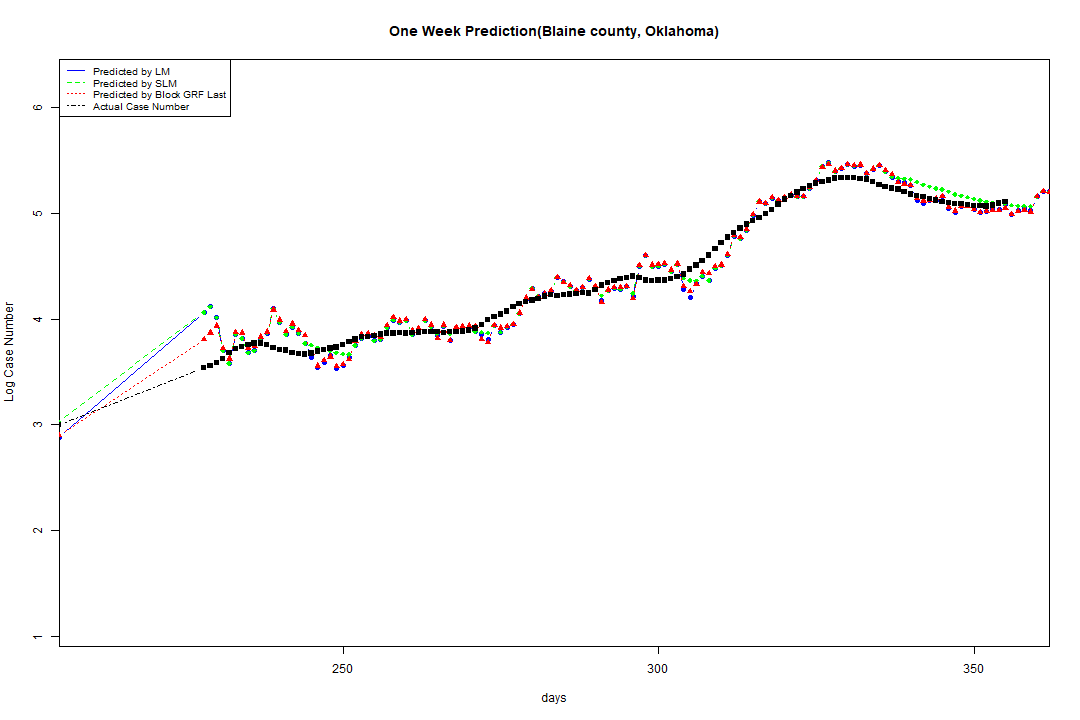 One Week Prediction(Blaine county, Oklahoma)
Predicted by LM
Predicted by SLM
Predicted by Block GRF Last
Actual Case Number
6
5
4
3
2
1
Log Case Number
250
300
350
days